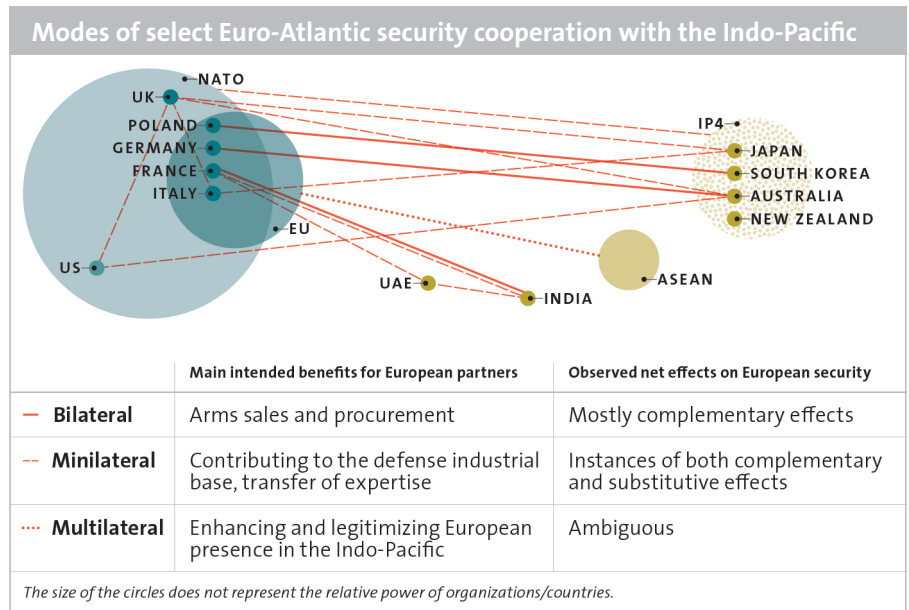 Modes of select Euro-Atlantic security cooperation with the Indo-Pacific
NATO
UK
POLAND
GERMANY
FRANCE
ITALY
EU
US
UAE
INDIA
ASEAN
IP4
JAPAN
SOUTH KOREA
AUSTRALIA
NEW ZEALAND
Main intended benefits for European partners
Observed net effects on European security
Bilateral
Arms sales and procurement
Mostly complementary effects
Minilateral
Contributing to the defense industrial
base, transfer of expertise
Instances of both complementary
and substitutive effects
Multilateral
Enhancing and legitimizing European
presence in the Indo-Pacific
Ambiguous
The size of the circles does not represent the relative power of organizations/countries.